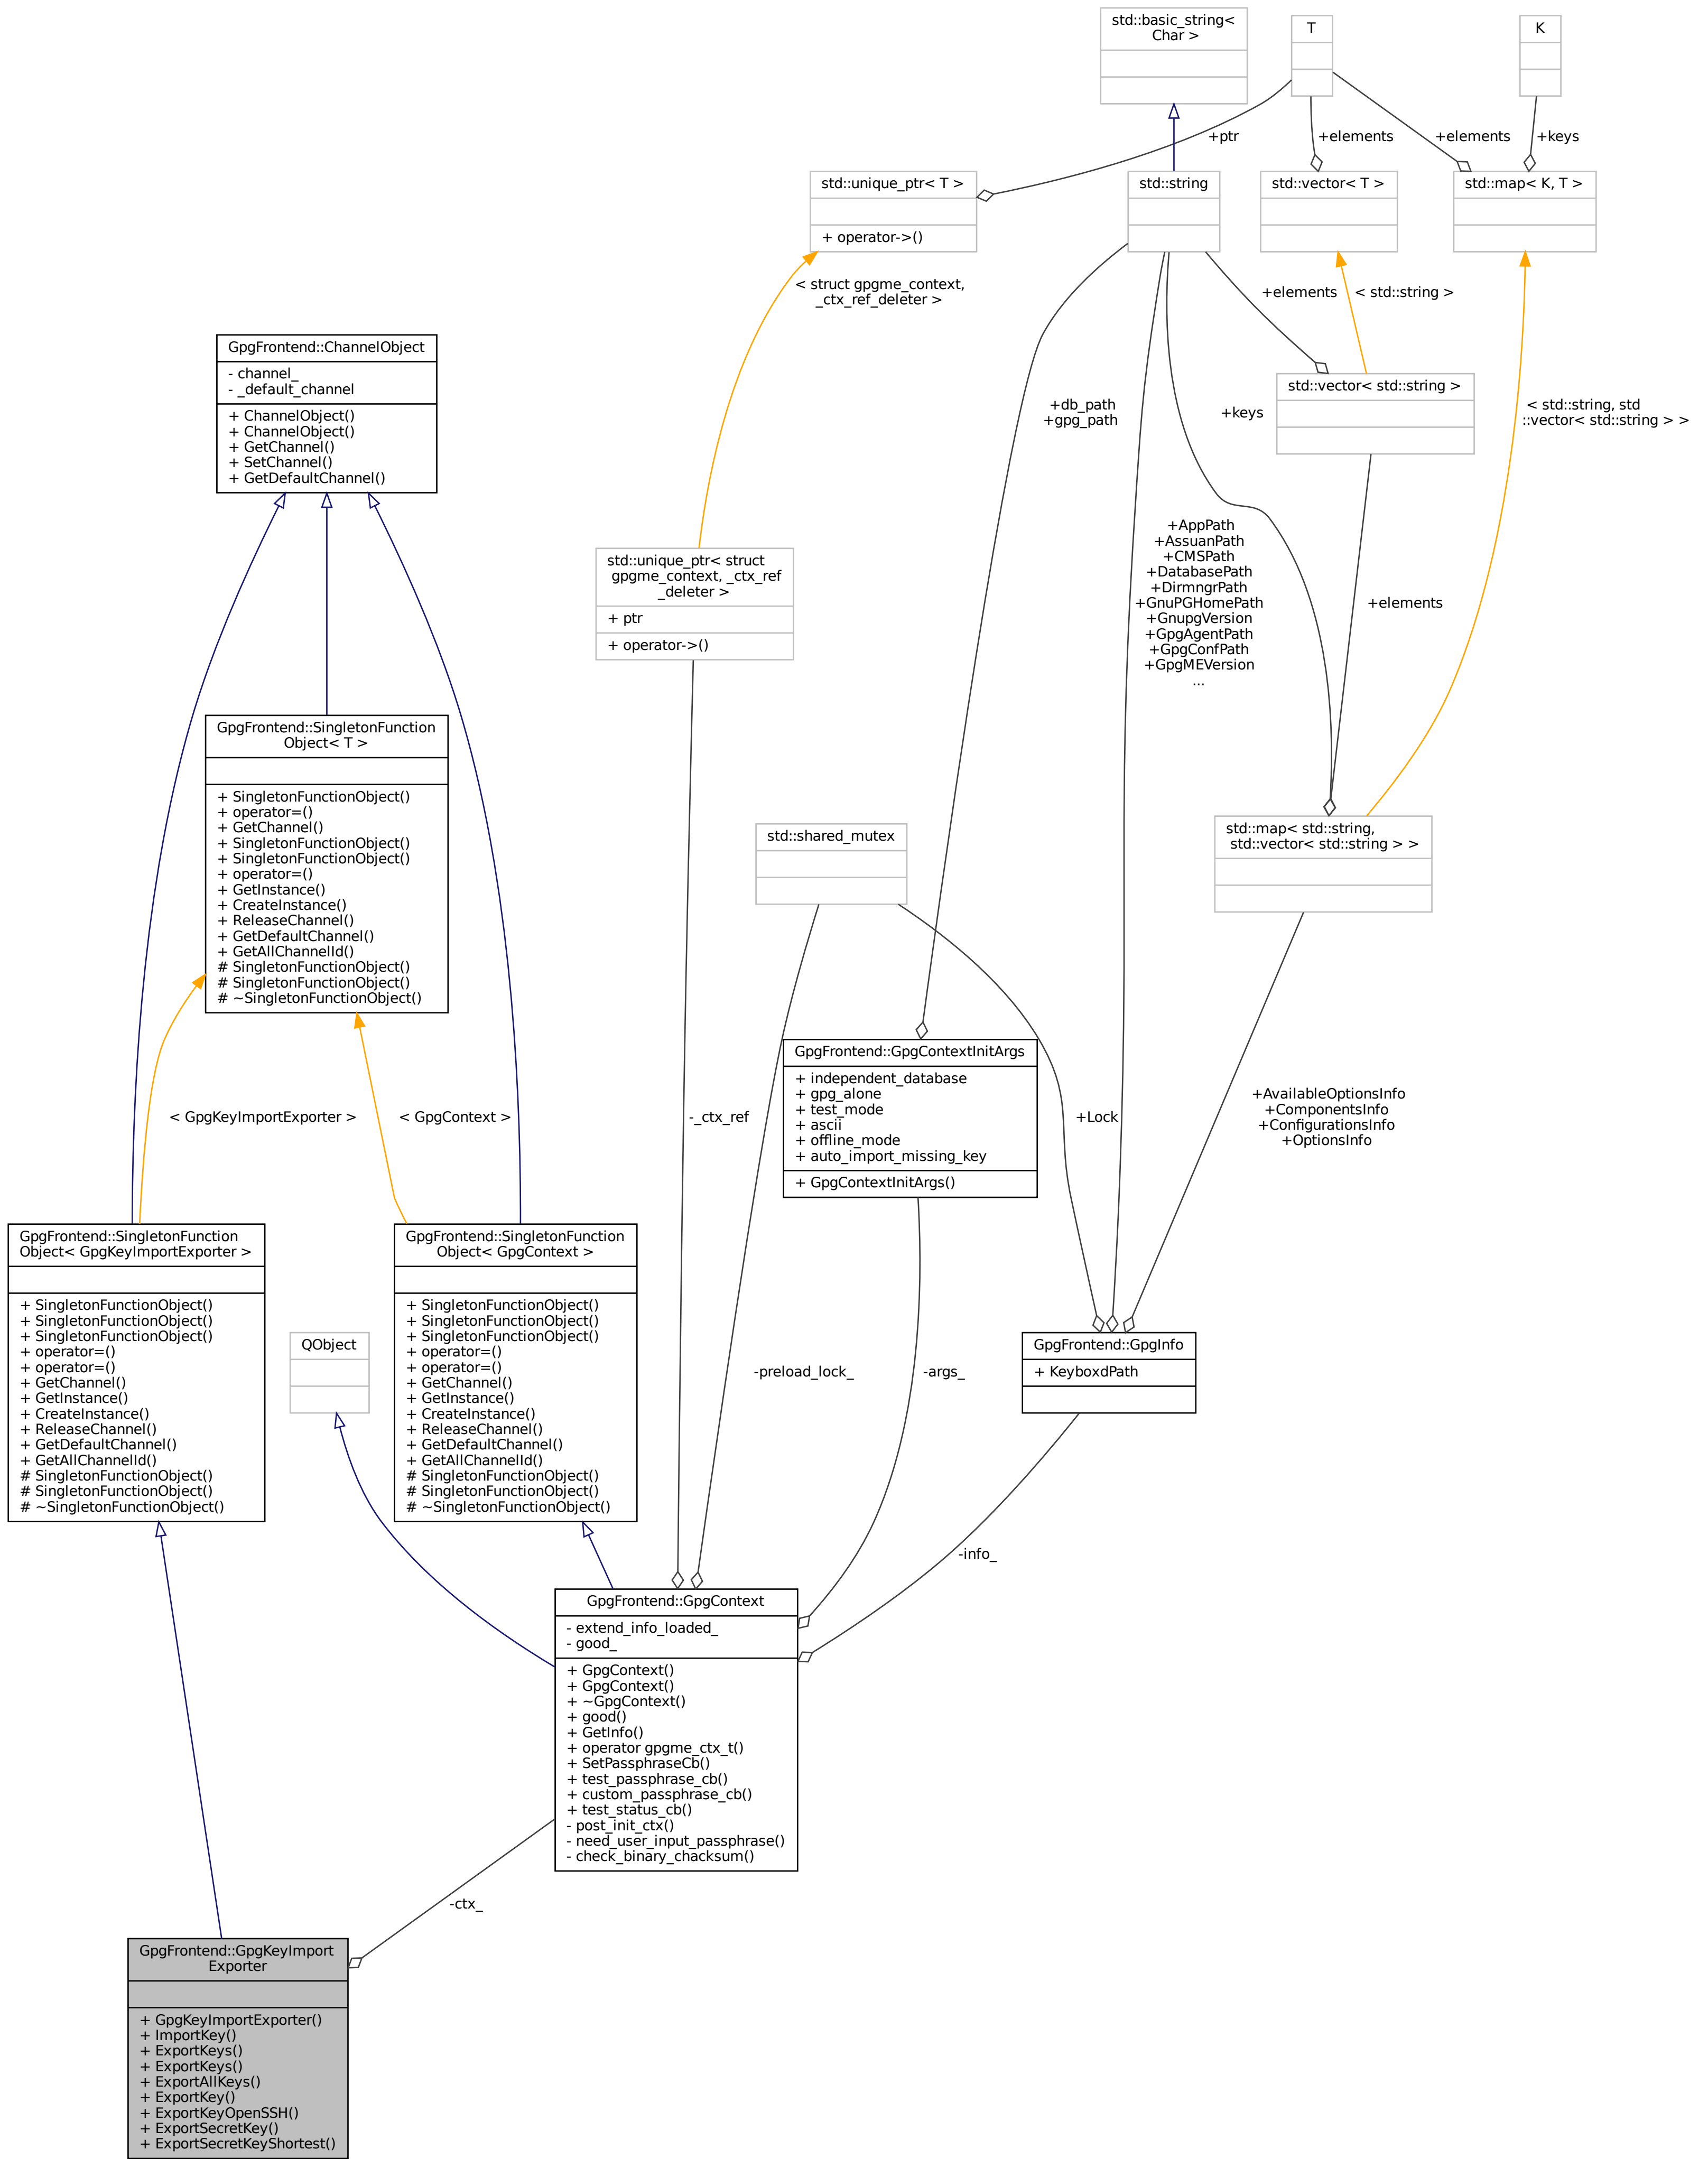 std::basic_string<
Char >
T
K
+ptr
+elements
+elements
+keys
std::unique_ptr< T >
+ operator->()
std::string
std::vector< T >
std::map< K, T >
< struct gpgme_context,
_ctx_ref_deleter >
+elements
< std::string >
GpgFrontend::ChannelObject
- channel_
- _default_channel
+ ChannelObject()
+ ChannelObject()
+ GetChannel()
+ SetChannel()
+ GetDefaultChannel()
std::vector< std::string >
+db_path
+gpg_path
+keys
< std::string, std
::vector< std::string > >
+AppPath
+AssuanPath
+CMSPath
+DatabasePath
+DirmngrPath
+GnuPGHomePath
+GnupgVersion
+GpgAgentPath
+GpgConfPath
+GpgMEVersion
...
std::unique_ptr< struct
gpgme_context, _ctx_ref
_deleter >
+ ptr
+ operator->()
+elements
GpgFrontend::SingletonFunction
Object< T >
+ SingletonFunctionObject()
+ operator=()
+ GetChannel()
+ SingletonFunctionObject()
+ SingletonFunctionObject()
+ operator=()
+ GetInstance()
+ CreateInstance()
+ ReleaseChannel()
+ GetDefaultChannel()
+ GetAllChannelId()
# SingletonFunctionObject()
# SingletonFunctionObject()
# ~SingletonFunctionObject()
std::shared_mutex
std::map< std::string,
std::vector< std::string > >
GpgFrontend::GpgContextInitArgs
+ independent_database
+ gpg_alone
+ test_mode
+ ascii
+ offline_mode
+ auto_import_missing_key
+ GpgContextInitArgs()
< GpgKeyImportExporter >
< GpgContext >
-_ctx_ref
+Lock
+AvailableOptionsInfo
+ComponentsInfo
+ConfigurationsInfo
+OptionsInfo
GpgFrontend::SingletonFunction
Object< GpgKeyImportExporter >
+ SingletonFunctionObject()
+ SingletonFunctionObject()
+ SingletonFunctionObject()
+ operator=()
+ operator=()
+ GetChannel()
+ GetInstance()
+ CreateInstance()
+ ReleaseChannel()
+ GetDefaultChannel()
+ GetAllChannelId()
# SingletonFunctionObject()
# SingletonFunctionObject()
# ~SingletonFunctionObject()
QObject
GpgFrontend::SingletonFunction
Object< GpgContext >
+ SingletonFunctionObject()
+ SingletonFunctionObject()
+ SingletonFunctionObject()
+ operator=()
+ operator=()
+ GetChannel()
+ GetInstance()
+ CreateInstance()
+ ReleaseChannel()
+ GetDefaultChannel()
+ GetAllChannelId()
# SingletonFunctionObject()
# SingletonFunctionObject()
# ~SingletonFunctionObject()
-preload_lock_
-args_
GpgFrontend::GpgInfo
+ KeyboxdPath
-info_
GpgFrontend::GpgContext
- extend_info_loaded_
- good_
+ GpgContext()
+ GpgContext()
+ ~GpgContext()
+ good()
+ GetInfo()
+ operator gpgme_ctx_t()
+ SetPassphraseCb()
+ test_passphrase_cb()
+ custom_passphrase_cb()
+ test_status_cb()
- post_init_ctx()
- need_user_input_passphrase()
- check_binary_chacksum()
-ctx_
GpgFrontend::GpgKeyImport
Exporter
+ GpgKeyImportExporter()
+ ImportKey()
+ ExportKeys()
+ ExportKeys()
+ ExportAllKeys()
+ ExportKey()
+ ExportKeyOpenSSH()
+ ExportSecretKey()
+ ExportSecretKeyShortest()